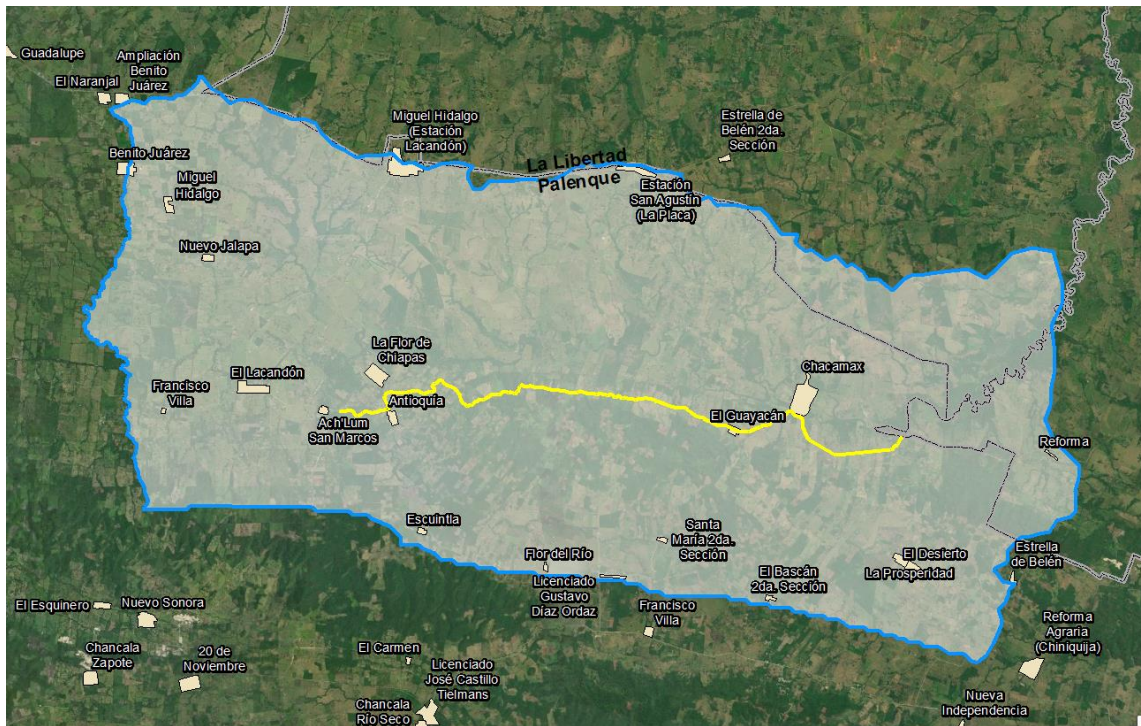 Guadalupe
Ampliación
Benito
Juárez
El Naranjal
Miguel Hidalgo
(Estación
Lacandón)
Estrella de
Belén 2da.
Sección
Benito Juárez
La Libertad
Palenque
Miguel
Hidalgo
Estación
San Agustín
(La Placa)
Nuevo Jalapa
La Flor de
Chiapas
Chacamax
El Lacandón
Francisco
Villa
Antioquía
Ach'Lum
San Marcos
El Guayacán
Reforma
Escuintla
Santa
María 2da.
Sección
Flor del Río
El Desierto
La Prosperidad
Estrella
de Belén
Licenciado
Gustavo
Díaz Ordaz
El Bascán
2da. Sección
El Esquinero
Nuevo Sonora
Francisco
Villa
Reforma
Agraria
(Chiniquija)
Chancala
Zapote
20 de
Noviembre
El Carmen
Licenciado
José Castillo
Tielmans
Chancala
Río Seco
Nueva
Independencia